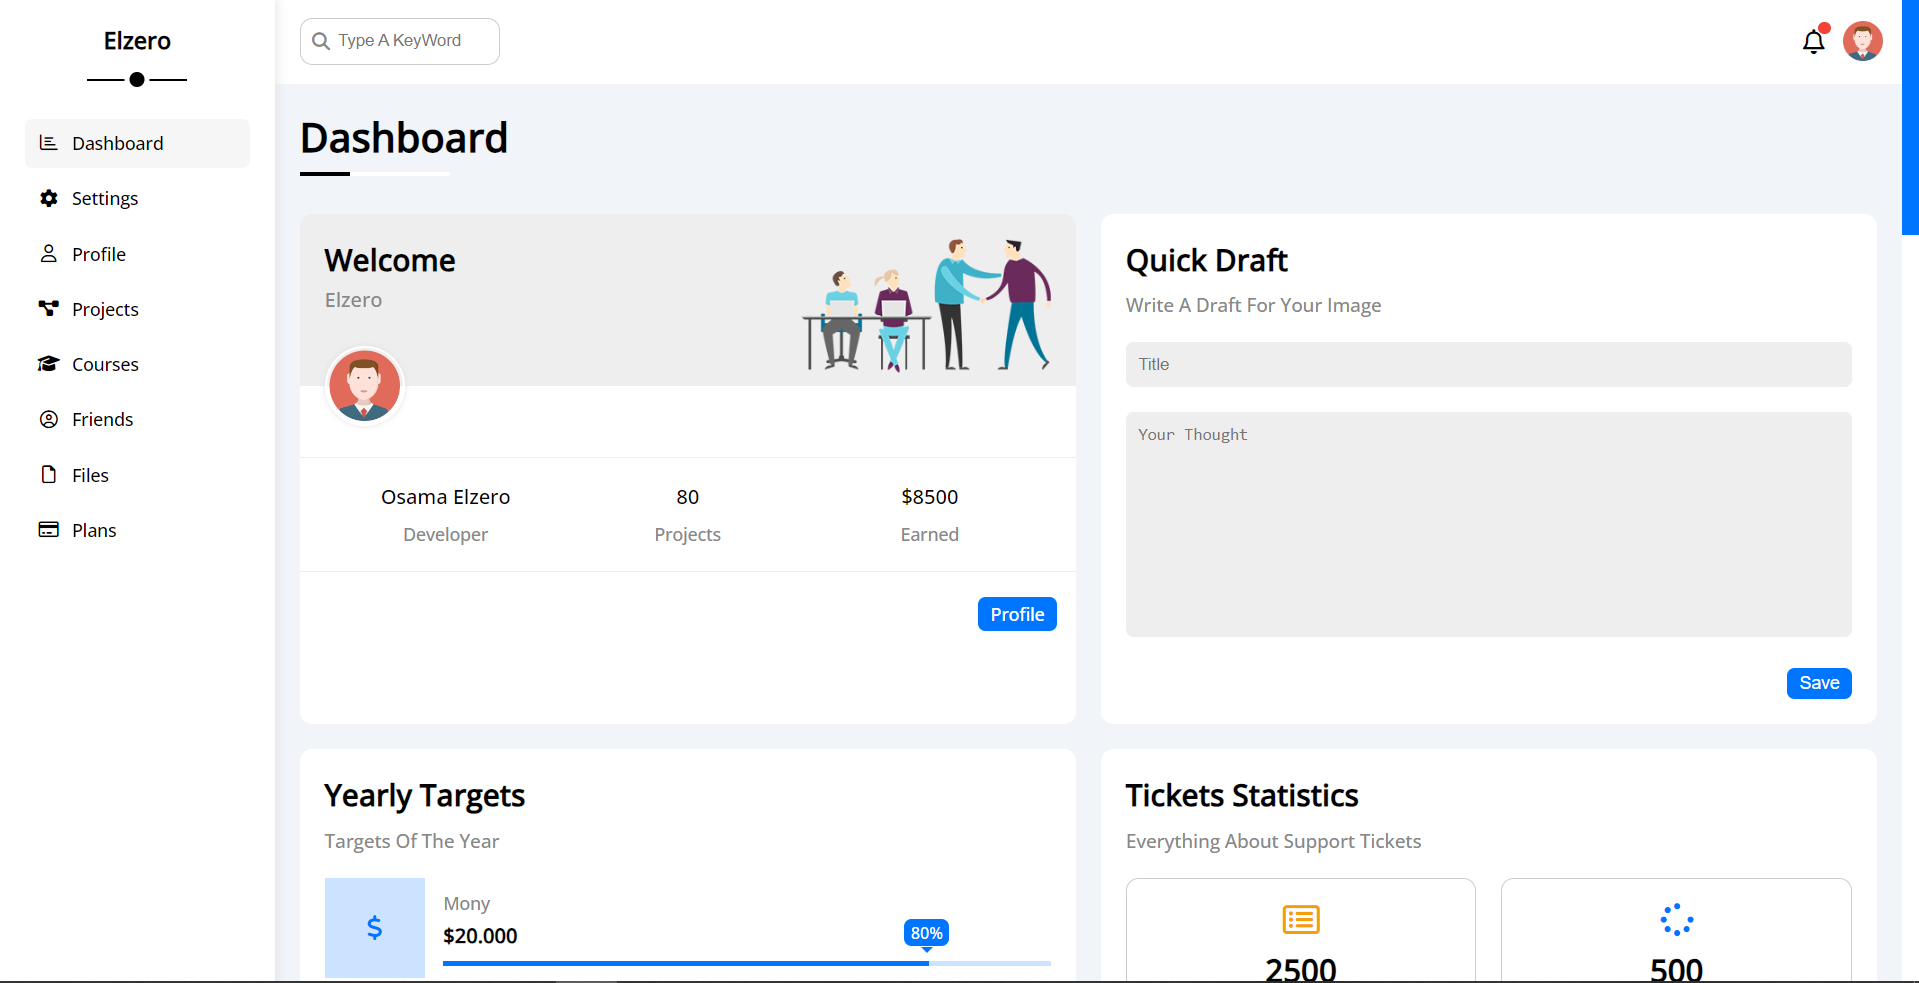 Elzero
Dashboard
Settings
Profile
Projects
Courses
Friends
Files
Plans
Type A KeyWord
Dashboard
Welcome
Elzero
Osama Elzero
Developer
80
Projects
$8500
Earned
Profile
Quick Draft
Write A Draft For Your Image
Title
Your Thought
Save
Yearly Targets
Targets Of The Year
$
Mony
$20.000
80%
Tickets Statistics
Everything About Support Tickets
2500
500